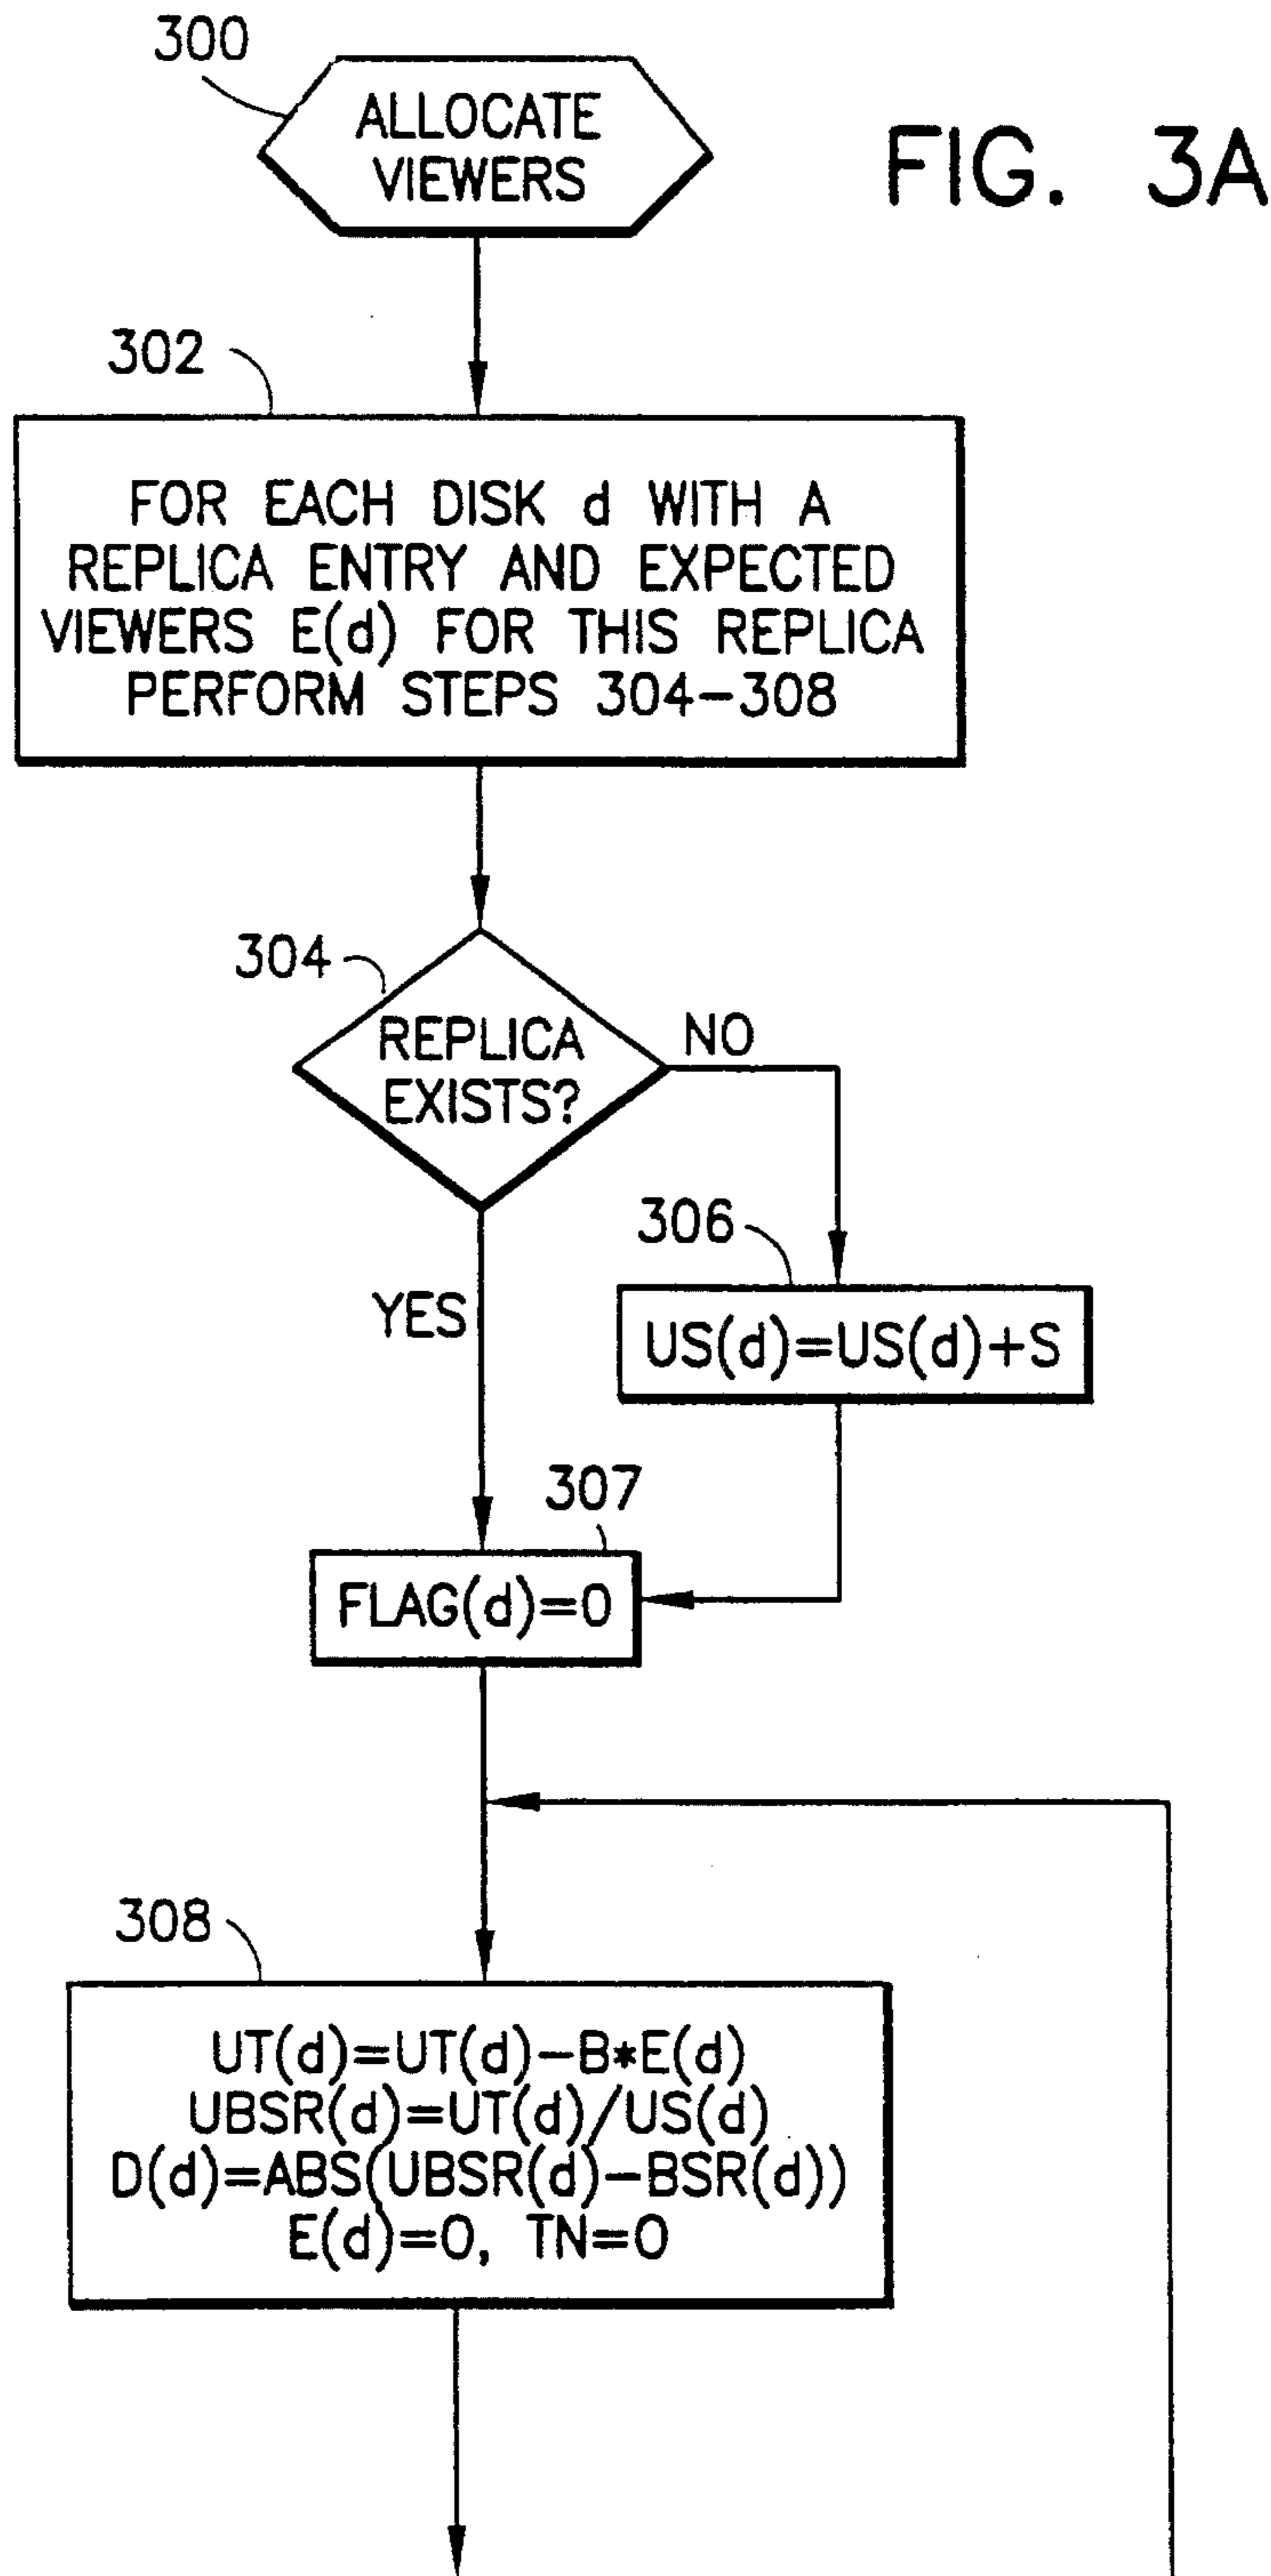 300
ALLOCATE
VIEWERS
FIG. 3A
302
FOR EACH DISK d WITH A
REPLICA ENTRY AND EXPECTED
VIEWERS E(d) FOR THIS REPLICA
PERFORM STEPS 304-308
304
REPLICA
EXISTS?
NO
YES
306
US(d)=US(d)+S
307
FLAG(d)=0
308
UT(d)=UT(d)-B*E(d)
UBSR(d)=UT(d)/US(d)
D(d)=ABS(UBSR(d)-BSR(d))
E(d)=0, TN=0